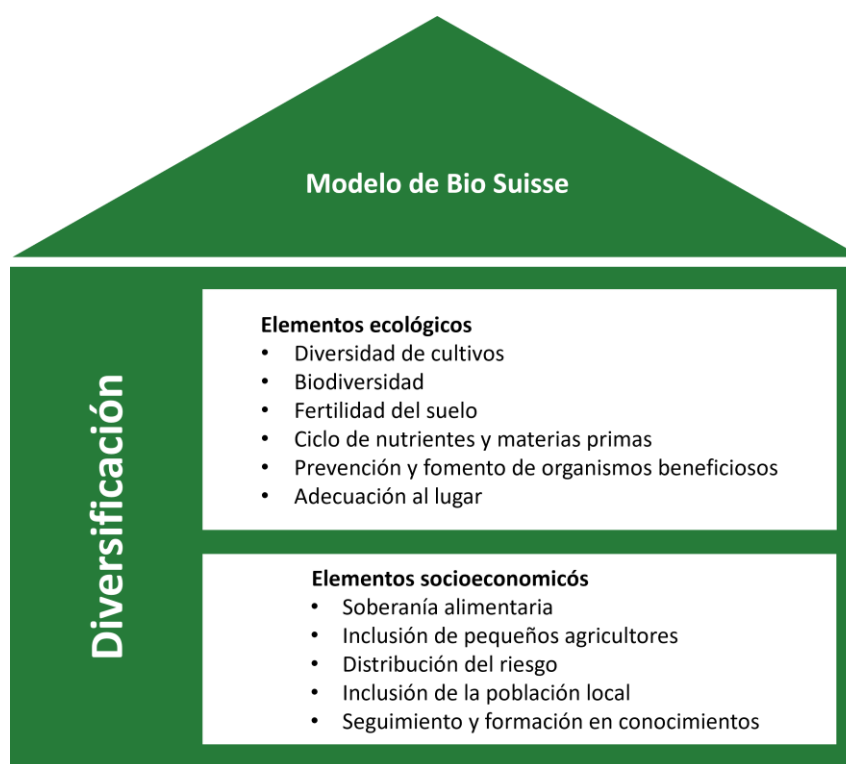 Modelo de Bio Suisse
Diversificación
Elementos ecológicos
• Diversidad de cultivos
• Biodiversidad
• Fertilidad del suelo
• Ciclo de nutrientes y materias primas
• Prevención y fomento de organismos beneficiosos
• Adecuación al lugar
Elementos socioeconomicós
• Soberanía alimentaria
• Inclusión de pequeños agricultores
• Distribución del riesgo
• Inclusión de la población local
• Seguimiento y formación en conocimientos